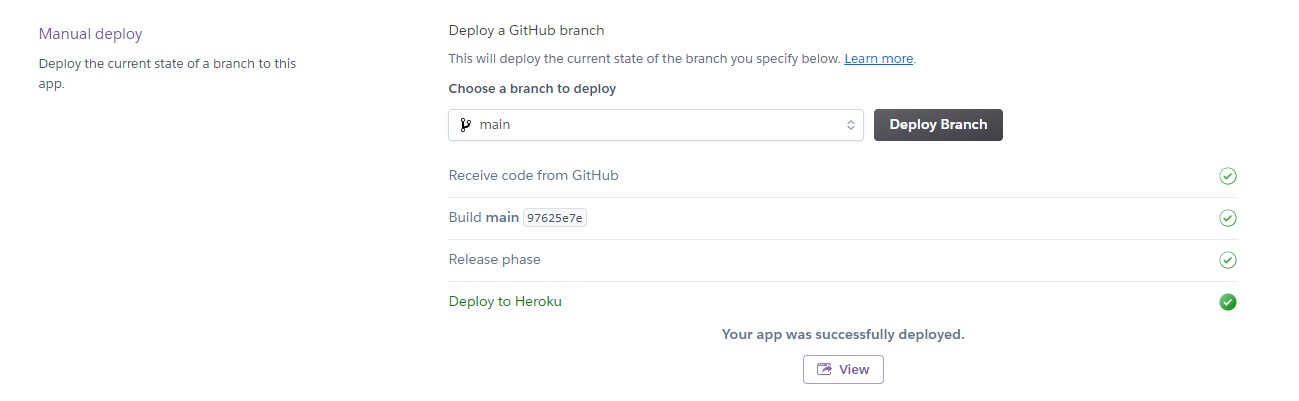 Manual deploy
Deploy the current state of a branch to this
app.
Deploy a GitHub branch
This will deploy the current state of the branch you specify below. Learn more.
Choose a branch to deploy
main
Deploy Branch
Receive code from GitHub
Build main 97625e7e
Release phase
Deploy to Heroku
Your app was successfully deployed.
View